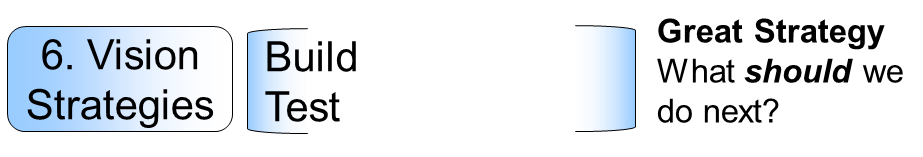 6. Vision
Strategies
Build
Test
Great Strategy
What should we
do next?